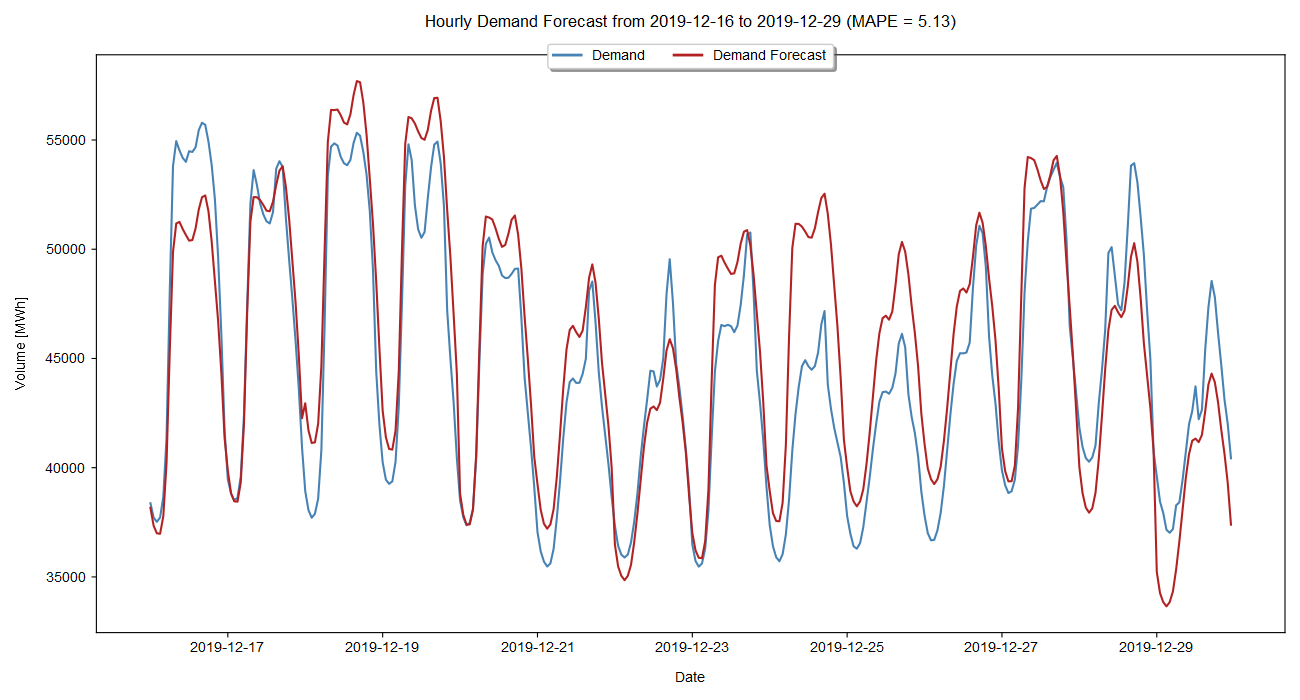 Hourly Demand Forecast from 2019-12-16 to 2019-12-29 (MAPE = 5.13)
Demand Demand Forecast
55000
50000
45000
40000
35000
Volume [MWh]
2019-12-17 2019-12-19 2019-12-21 2019-12-23 2019-12-25 2019-12-27 2019-12-29
Date